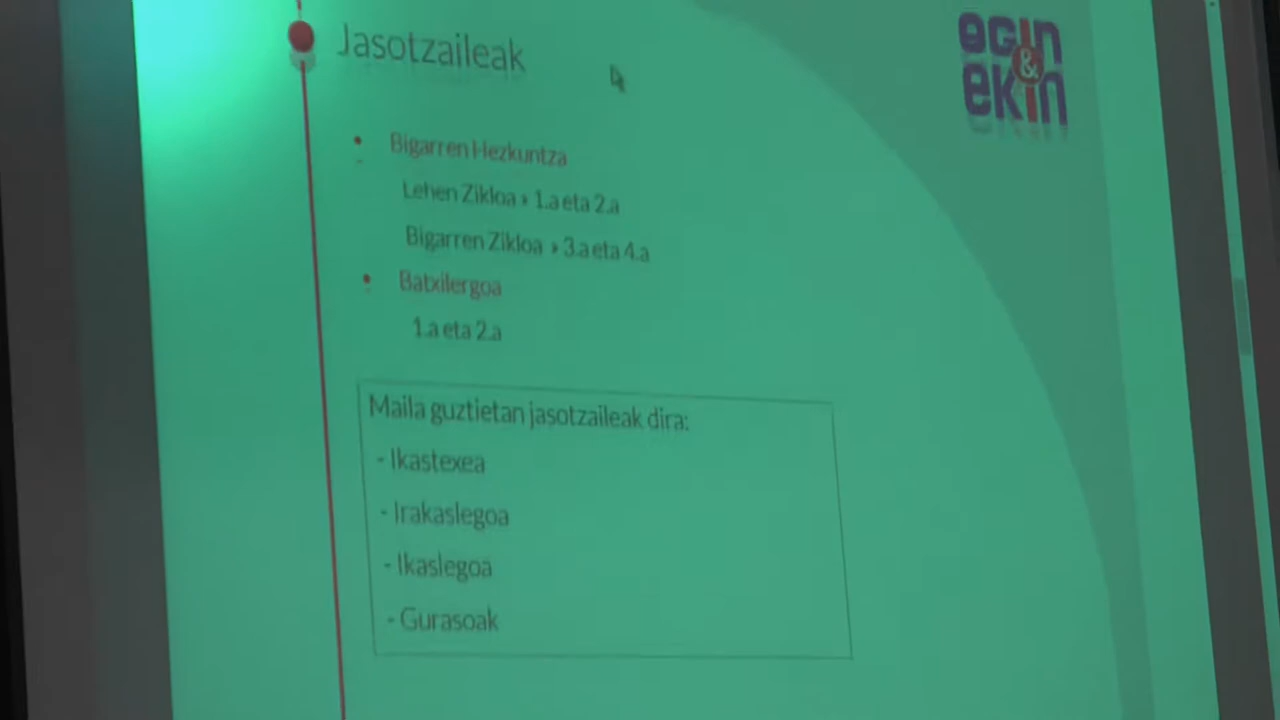 Jasotzaileak
egin
&
ekin
• Bigarren Hezkuntza
Lehen Zikloa » 1.a eta 2.a
Bigarren Zikloa » 3.a eta 4.a
• Batxilergoa
1.a eta 2.a
Maila guztietan jasotzaileak dira:
- Ikastexea
- Irakaslegoa
- Ikaslegoa
- Gurasoak